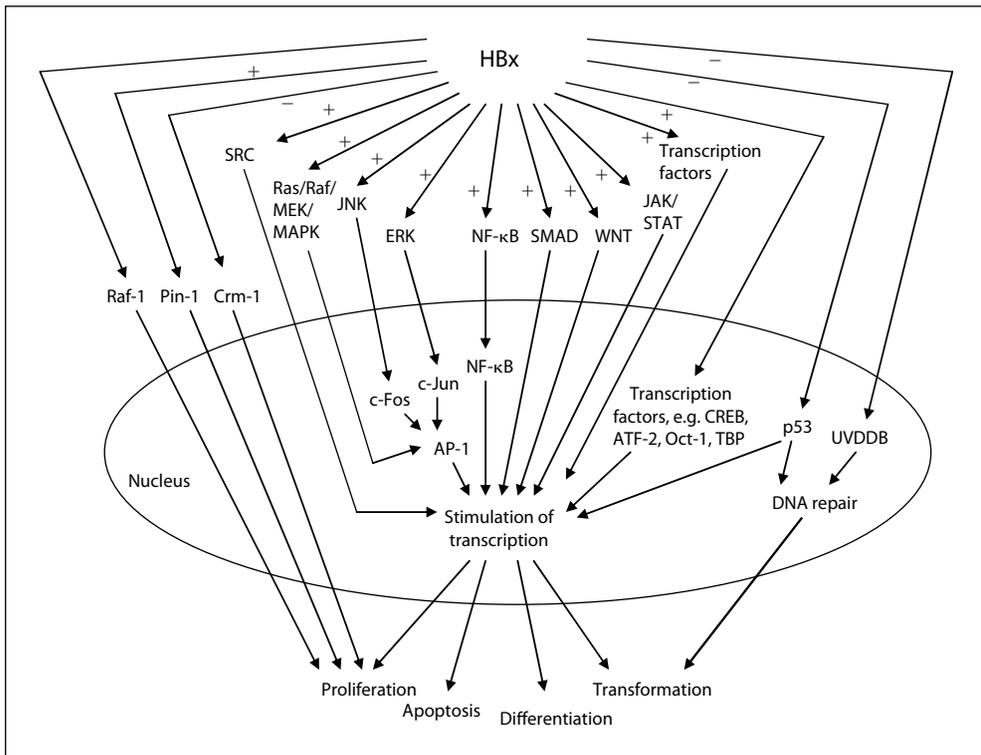 HBx
+
−
−
−
+
+
+
+
+
+
+
+
+
+
SRC
Ras/Raf/
MEK/
MAPK
JNK
ERK
NF-κB
SMAD
WNT
JAK/
STAT
Transcription
factors
Raf-1
Pin-1
Crm-1
NF-κB
c-Jun
c-Fos
AP-1
Transcription
factors, e.g. CREB,
ATF-2, Oct-1, TBP
p53
UVDDB
Nucleus
DNA repair
Stimulation of
transcription
Proliferation
Apoptosis
Differentiation
Transformation